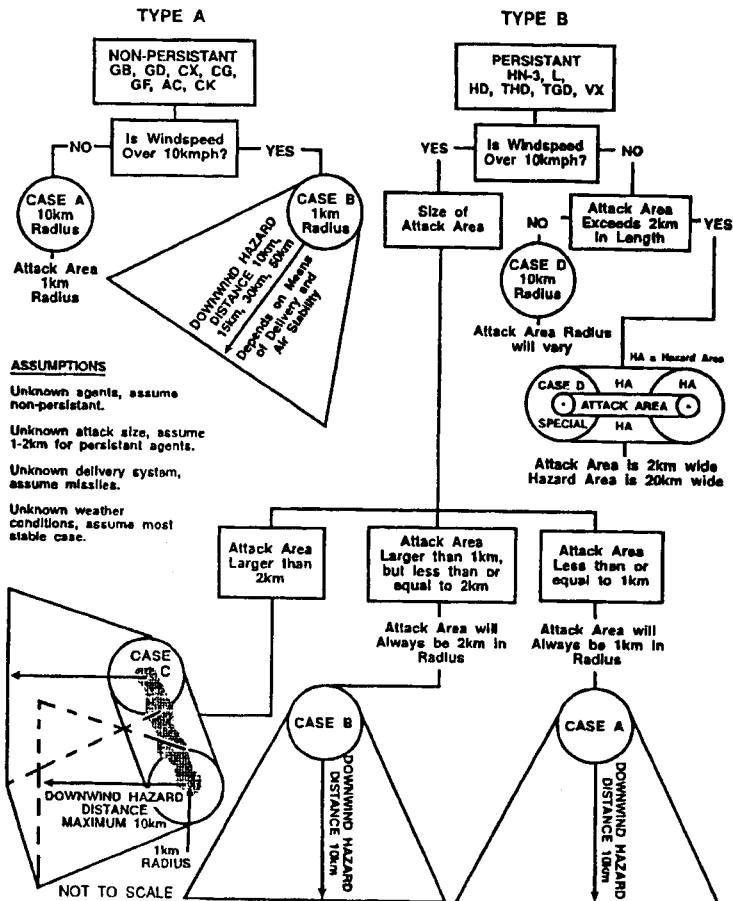 TYPE A
NON-PERSISTANT
GB, GD, CX, CG,
GF, AC, CK
Is Windspeed
Over 10kmph?
NO
YES
CASE A
10km
Radius
Attack Area
1km
Radius
CASE B
1km
Radius
DOWNWIND HAZARD
DISTANCE 10km,
15km, 30km, 50km
Depends on Means
of Delivery and
Air Stability
ASSUMPTIONS
Unknown agents, assume
non-persistant.
Unknown attack size, assume
1-2km for persistant agents.
Unknown delivery system,
assume missiles.
Unknown weather
conditions, assume most
stable case.
TYPE B
PERSISTANT
HN-3, L,
HD, THD, TGD, VX
Is Windspeed
Over 10kmph?
YES
NO
Size of
Attack Area
Attack Area
Exceeds 2km
in Length
NO
YES
CASE D
10km
Radius
Attack Area Radius
will vary
HA = Hazard Area
CASE D
HA
HA
ATTACK AREA
SPECIAL
HA
Attack Area is 2km wide
Hazard Area is 20km wide
Attack Area
Larger than
2km
Attack Area
Larger than 1km,
but less than or
equal to 2km
Attack Area
Less than or
equal to 1km
Attack Area will
Always be 2km in
Radius
Attack Area will
Always be 1km in
Radius
CASE
C
DOWNWIND HAZARD
DISTANCE
MAXIMUM 10km
1km
RADIUS
NOT TO SCALE
CASE B
DOWNWIND HAZARD
DISTANCE 10km
CASE A
DOWNWIND HAZARD
DISTANCE 10km